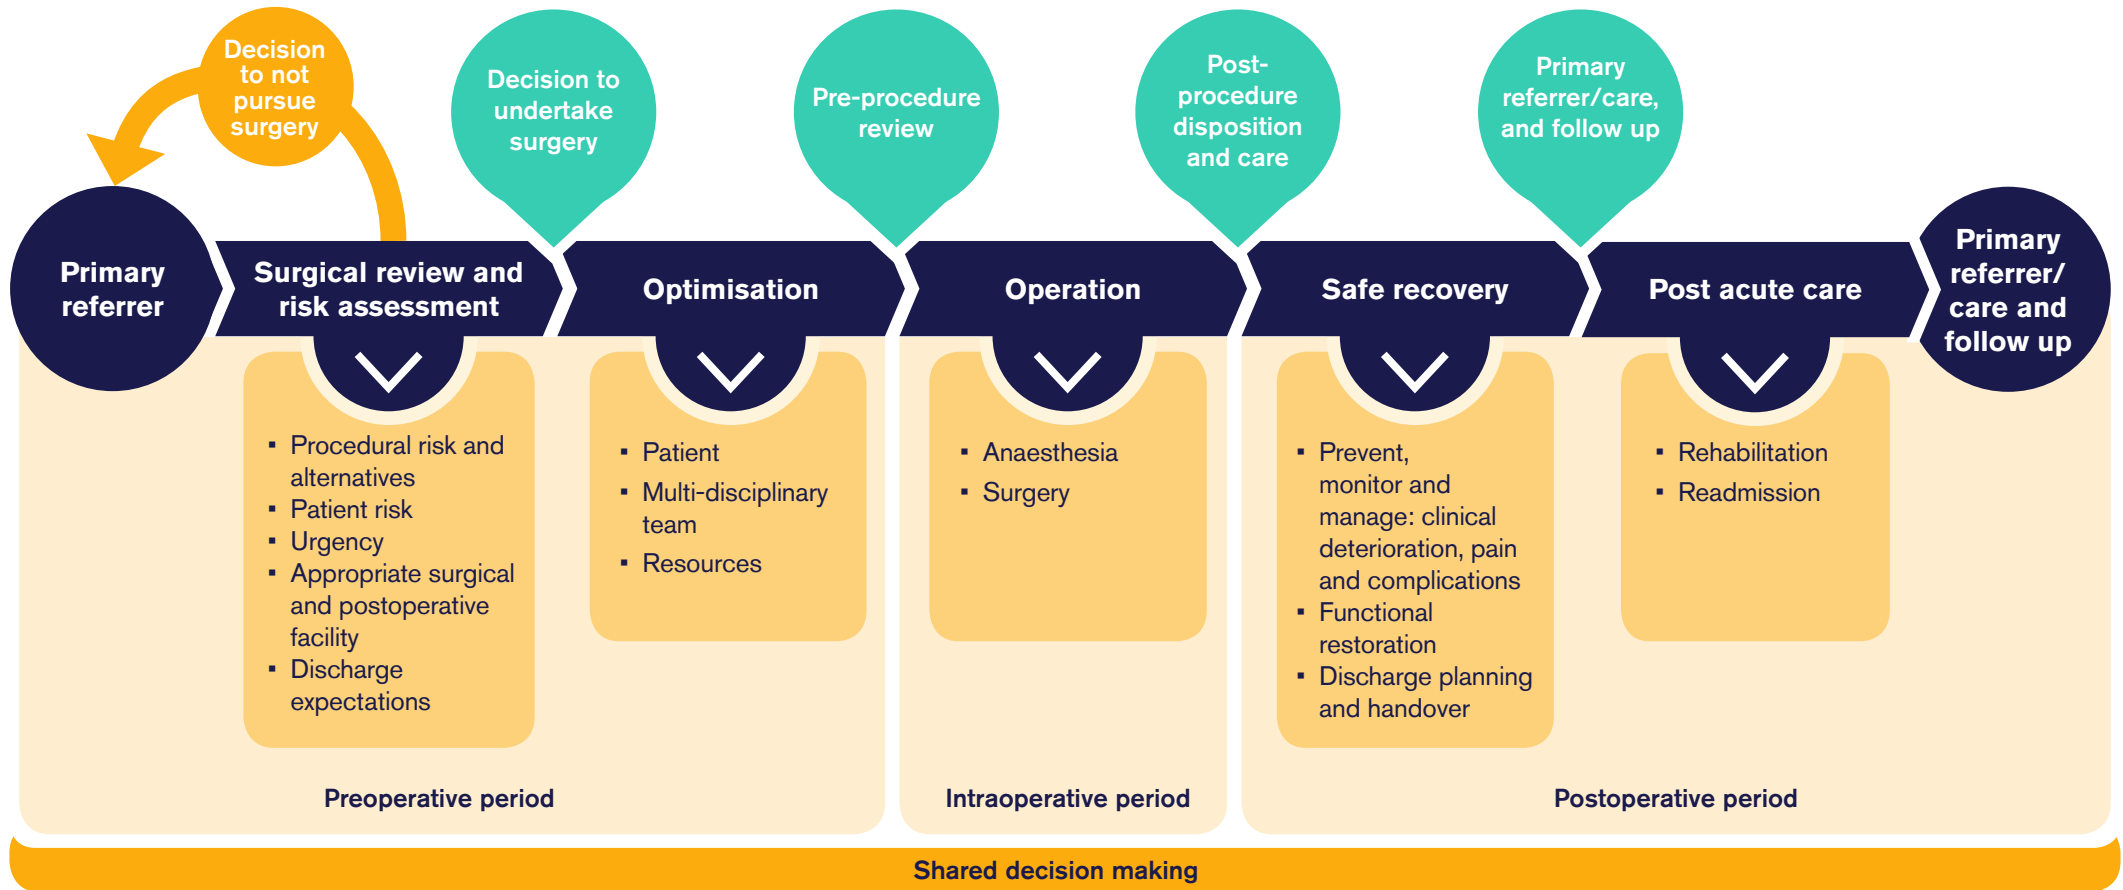 Decision
to not
pursue
surgery
Decision to
undertake
surgery
Pre-procedure
review
Post-
procedure
disposition
and care
Primary
referrer/care,
and follow up
Primary
referrer
Surgical review and
risk assessment
Optimisation
Operation
Safe recovery
Post acute care
Primary
referrer/
care and
follow up
▪ Procedural risk and
alternatives
▪ Patient risk
▪ Urgency
▪ Appropriate surgical
and postoperative
facility
▪ Discharge
expectations
▪ Patient
▪ Multi-disciplinary
team
▪ Resources
▪ Anaesthesia
▪ Surgery
▪ Prevent,
monitor and
manage: clinical
deterioration, pain
and complications
▪ Functional
restoration
▪ Discharge planning
and handover
▪ Rehabilitation
▪ Readmission
Preoperative period
Intraoperative period
Postoperative period
Shared decision making